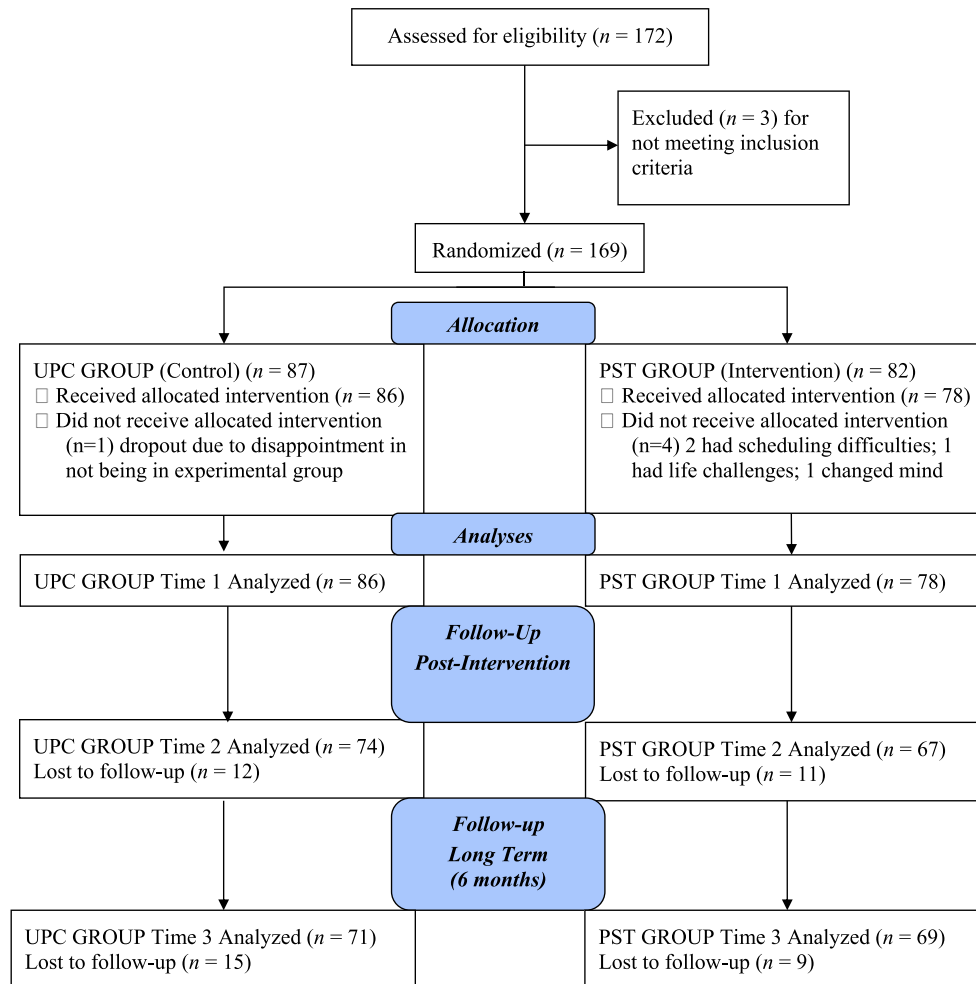 Assessed for eligibility (n = 172)
Excluded (n = 3) for
not meeting inclusion
criteria
Randomized (n = 169)
Allocation
UPC GROUP (Control) (n = 87)
□ Received allocated intervention (n = 86)
□ Did not receive allocated intervention
(n=1) dropout due to disappointment in
not being in experimental group
PST GROUP (Intervention) (n = 82)
□ Received allocated intervention (n = 78)
□ Did not receive allocated intervention
(n=4) 2 had scheduling difficulties; 1
had life challenges; 1 changed mind
Analyses
UPC GROUP Time 1 Analyzed (n = 86)
PST GROUP Time 1 Analyzed (n = 78)
Follow-Up
Post-Intervention
UPC GROUP Time 2 Analyzed (n = 74)
Lost to follow-up (n = 12)
PST GROUP Time 2 Analyzed (n = 67)
Lost to follow-up (n = 11)
Follow-up
Long Term
(6 months)
UPC GROUP Time 3 Analyzed (n = 71)
Lost to follow-up (n = 15)
PST GROUP Time 3 Analyzed (n = 69)
Lost to follow-up (n = 9)